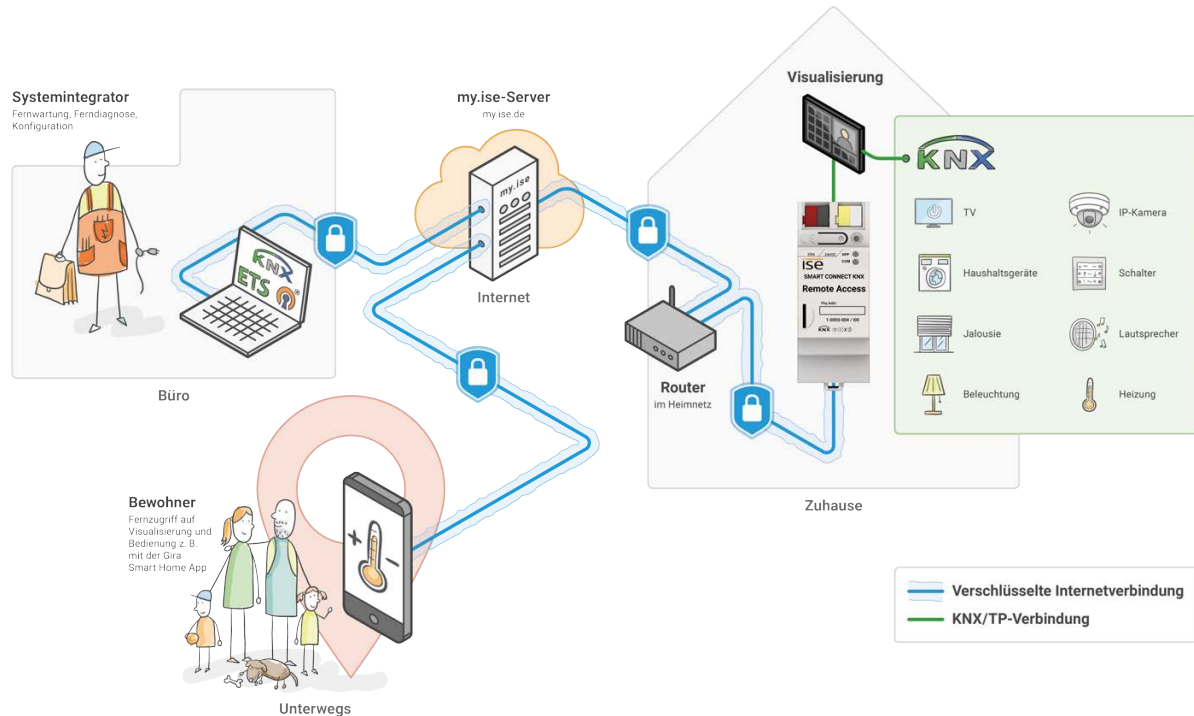 Systemintegrator
Fernwartung, Ferndiagnose,
Konfiguration
KNX
ETS
Büro
my.ise-Server
my.ise.de
my.ise
Internet
Bewohner
Fernzugriff auf
Visualisierung und
Bedienung z. B.
mit der Gira
Smart Home App
Unterwegs
Router
im Heimnetz
Visualisierung
ise
SMART CONNECT KNX
Remote Access
KNX
Zuhause
KNX
TV
IP-Kamera
Haushaltsgeräte
Schalter
Jalousie
Lautsprecher
Beleuchtung
Heizung
Verschlüsselte Internetverbindung
KNX/TP-Verbindung